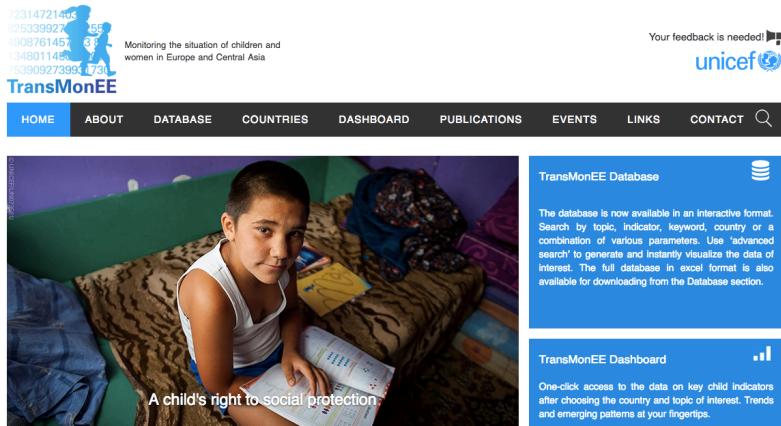 Monitoring the situation of children and
women in Europe and Central Asia
TransMonEE
Your feedback is needed!
unicef
HOME ABOUT DATABASE COUNTRIES DASHBOARD PUBLICATIONS EVENTS LINKS CONTACT
A child's right to social protection
TransMonEE Database
The database is now available in an interactive format.
Search by topic, indicator, keyword, country or a
combination of various parameters. Use 'advanced
search' to generate and instantly visualize the data of
interest. The full database in excel format is also
available for downloading from the Database section.
TransMonEE Dashboard
One-click access to the data on key child indicators
after choosing the country and topic of interest. Trends
and emerging patterns at your fingertips.